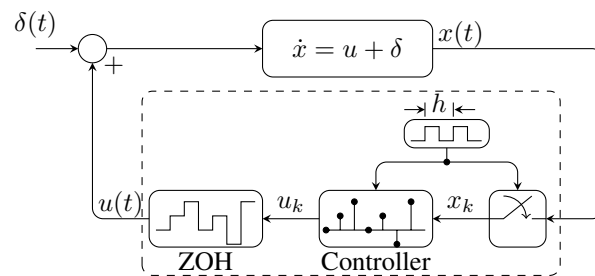 δ(t)
ẋ = u + δ
x(t)
+
h
u(t)
u_k
x_k
ZOH
Controller